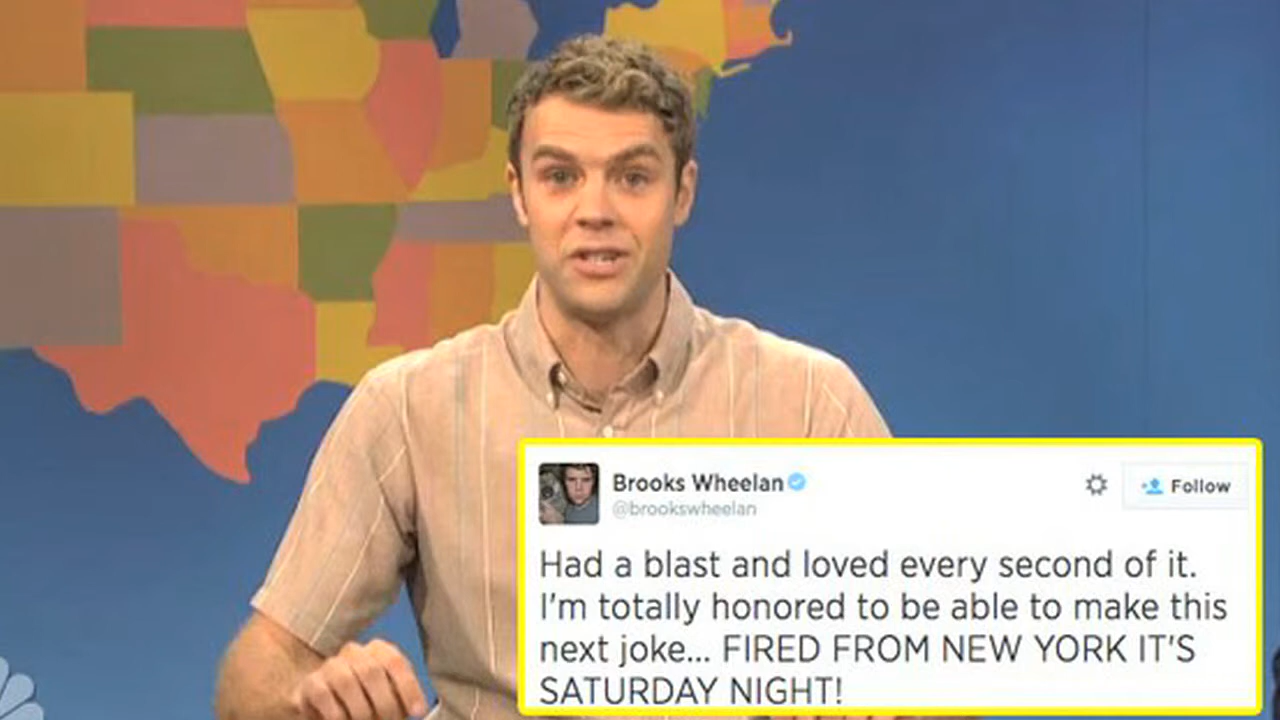 Brooks Wheelan
@brookswheelan
Follow
Had a blast and loved every second of it.
I'm totally honored to be able to make this
next joke... FIRED FROM NEW YORK IT'S
SATURDAY NIGHT!